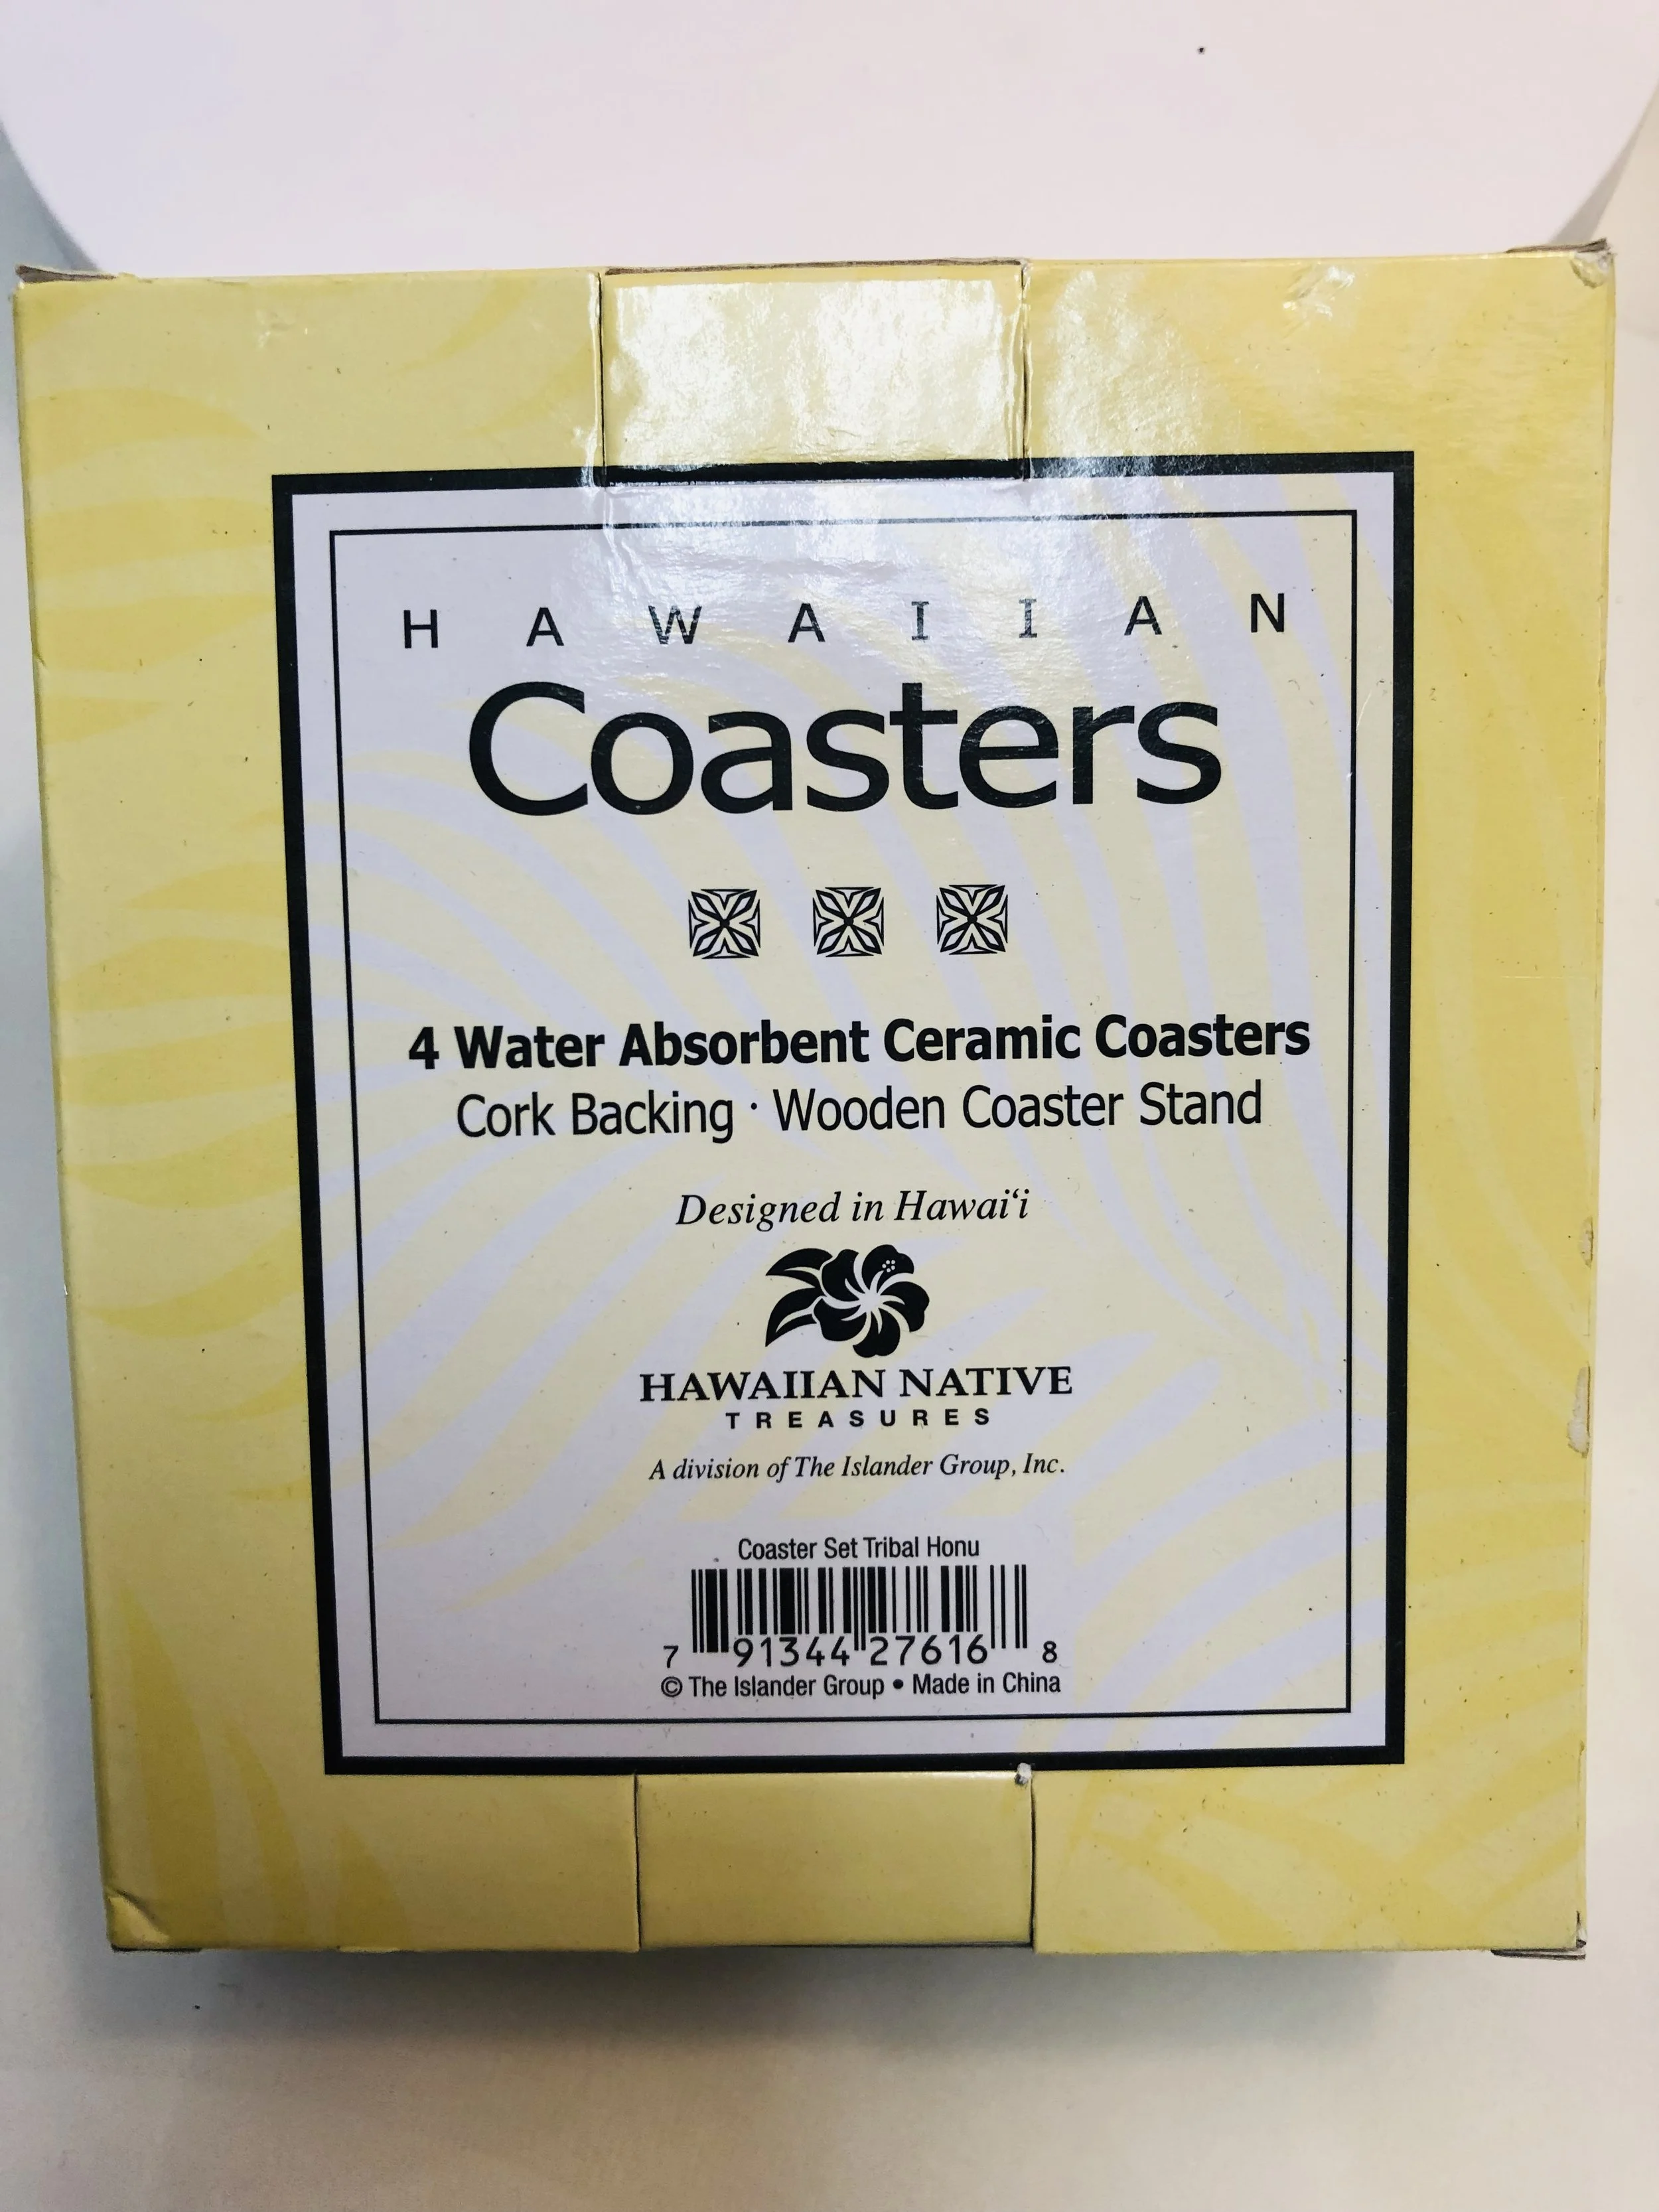 HAWAIIAN
Coasters
4 Water Absorbent Ceramic Coasters
Cork Backing · Wooden Coaster Stand
Designed in Hawai‘i
HAWAIIAN NATIVE
TREASURES
A division of The Islander Group, Inc.
Coaster Set Tribal Honu
7 91344 27616 8
© The Islander Group • Made in China